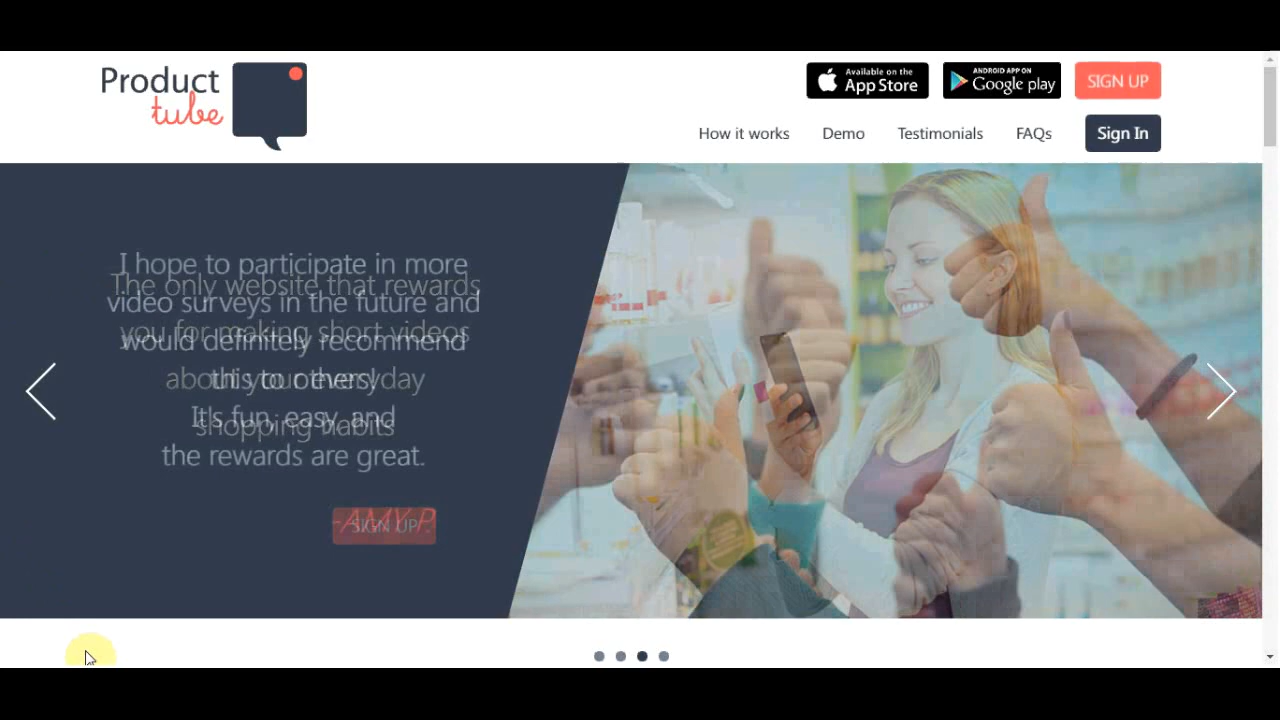 Product
tube
Available on the
App Store
ANDROID APP ON
Google play
SIGN UP
How it works
Demo
Testimonials
FAQs
Sign In
I hope to participate in more
video surveys in the future and
would definitely recommend
this to others!
It's fun, easy, and
the rewards are great.
-AMY P.
The only website that rewards
you for making short videos
about your everyday
shopping habits
SIGN UP